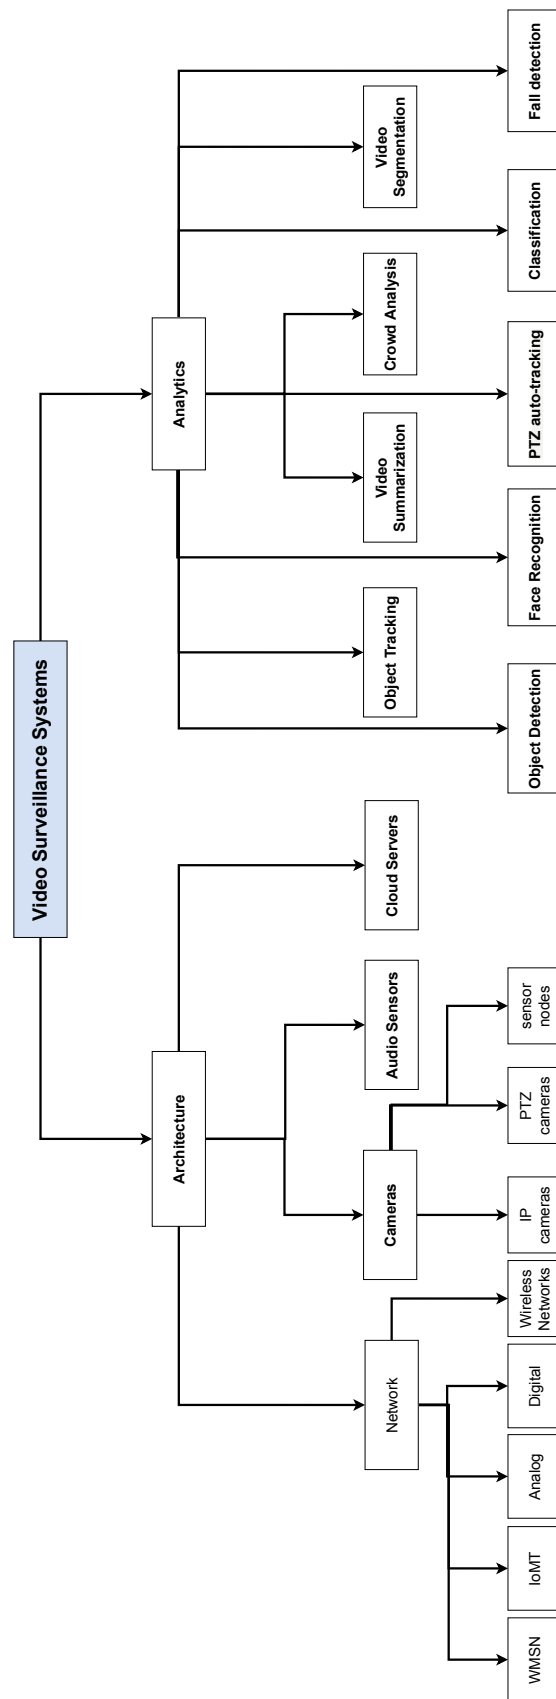 Video Surveillance Systems
Architecture
Analytics
Network
Cameras
Audio Sensors
Cloud Servers
Object Tracking
Video
Summarization
Crowd Analysis
Video
Segmentation
WMSN
IoMT
Analog
Digital
Wireless
Networks
IP
cameras
PTZ
cameras
sensor
nodes
Object Detection
Face Recognition
PTZ auto-tracking
Classification
Fall detection